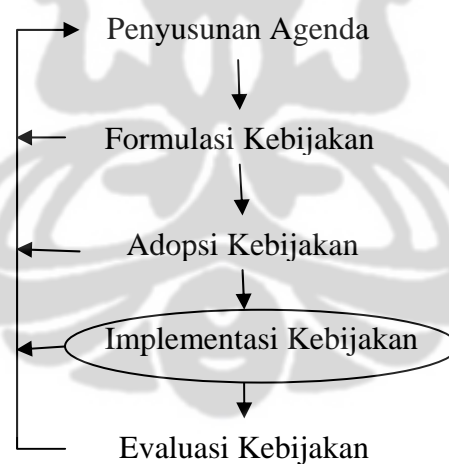 Penyusunan Agenda
Formulasi Kebijakan
Adopsi Kebijakan
Implementasi Kebijakan
Evaluasi Kebijakan